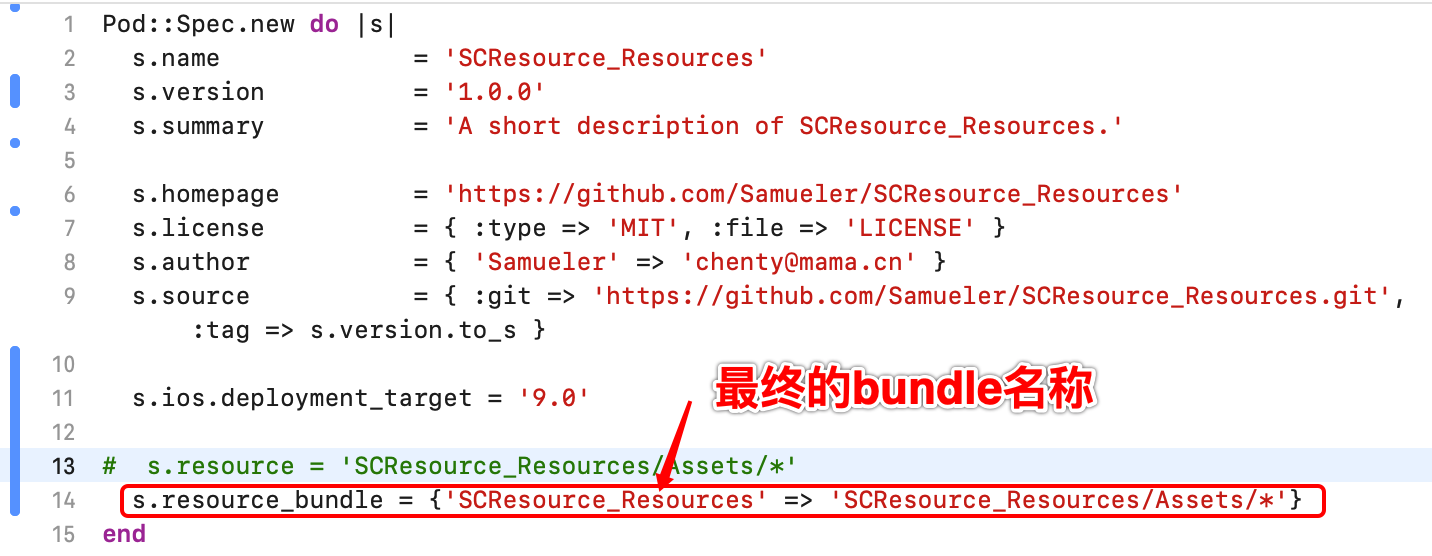 1 Pod::Spec.new do |s|
2 s.name = 'SCResource_Resources'
3 s.version = '1.0.0'
4 s.summary = 'A short description of SCResource_Resources.'
5
6 s.homepage = 'https://github.com/Samueler/SCResource_Resources'
7 s.license = { :type => 'MIT', :file => 'LICENSE' }
8 s.author = { 'Samueler' => 'chenty@mama.cn' }
9 s.source = { :git => 'https://github.com/Samueler/SCResource_Resources.git',
:tag => s.version.to_s }
10
11 s.ios.deployment_target = '9.0'
最终的bundle名称
12
13 # s.resource = 'SCResource_Resources/Assets/*'
14 s.resource_bundle = {'SCResource_Resources' => 'SCResource_Resources/Assets/*'}
15 end